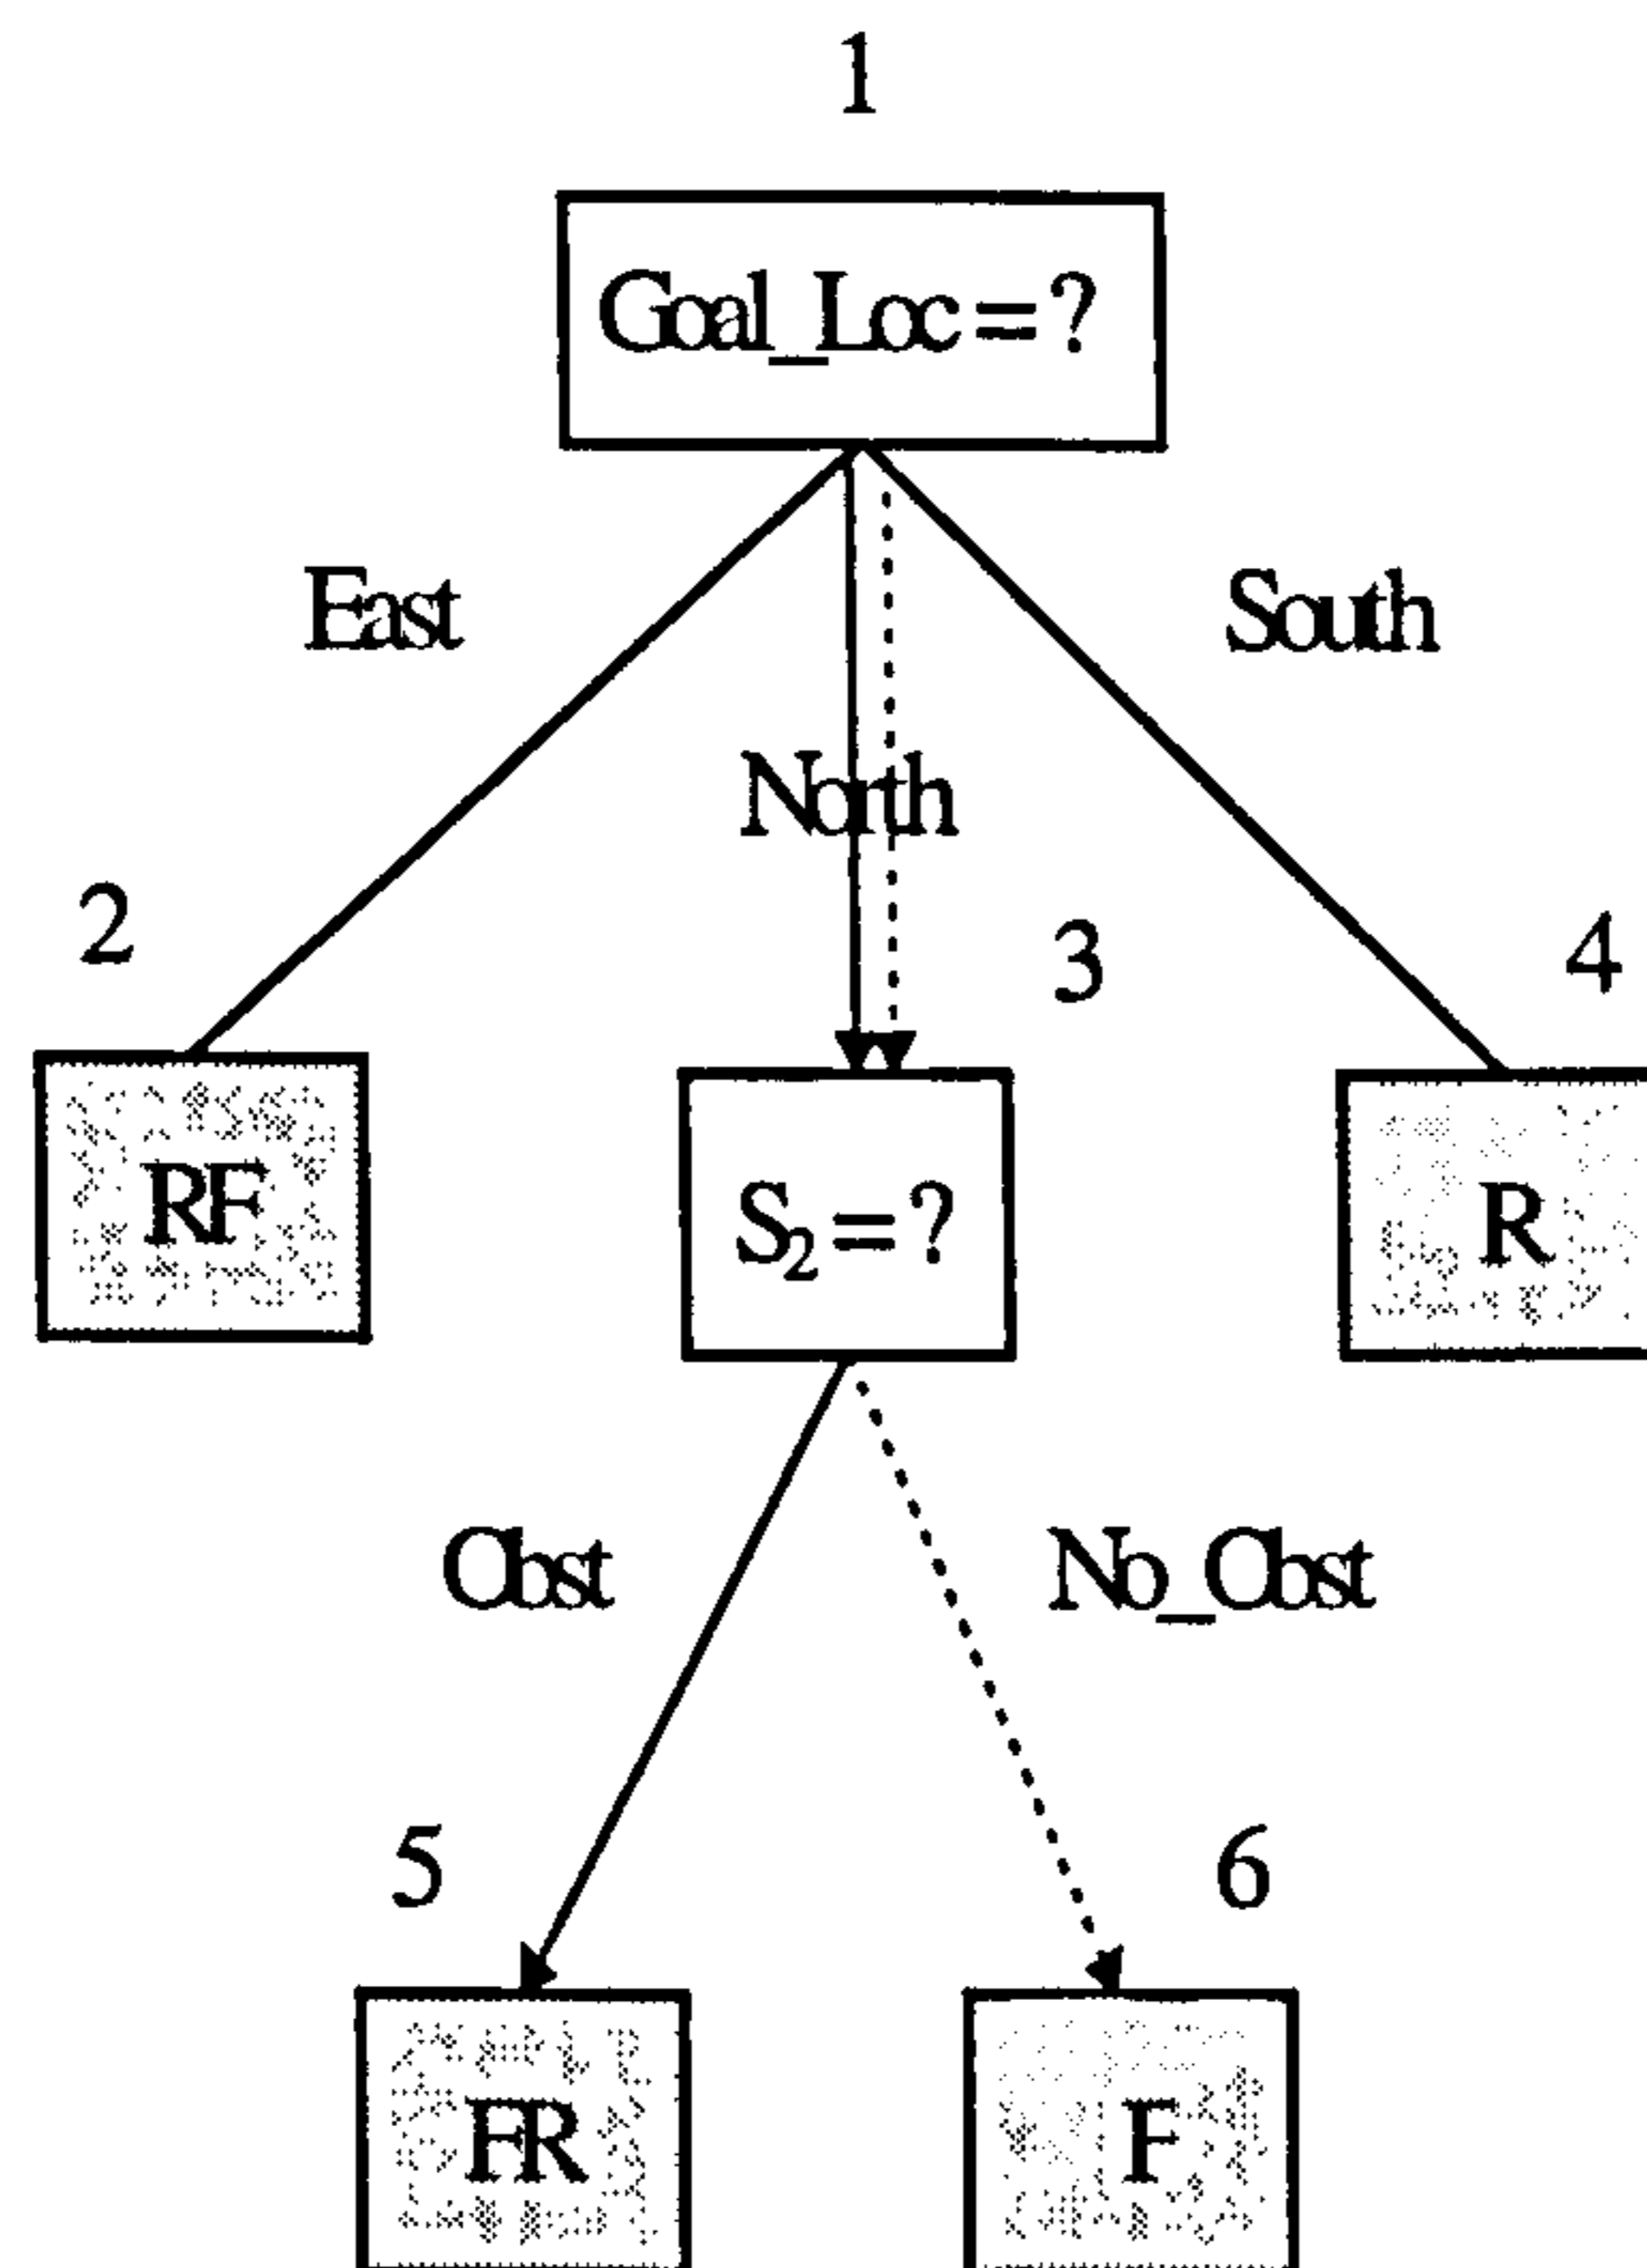 1
Goal_Loc=?
East
South
North
2
3
4
RF
S₂=?
R
Obst
No_Obst
5
6
FR
F